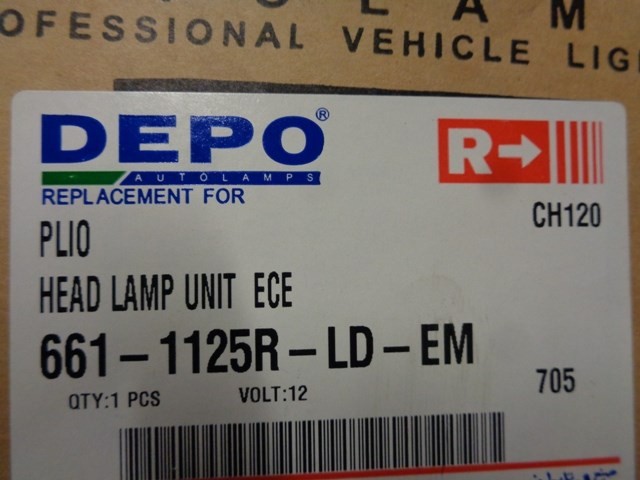 LAM
OFESSIONAL VEHICLE LIG
DEPO®
AUTOLAMPS
REPLACEMENT FOR
R→
CH120
PLIO
HEAD LAMP UNIT ECE
661-1125R-LD-EM
705
QTY:1 PCS
VOLT:12